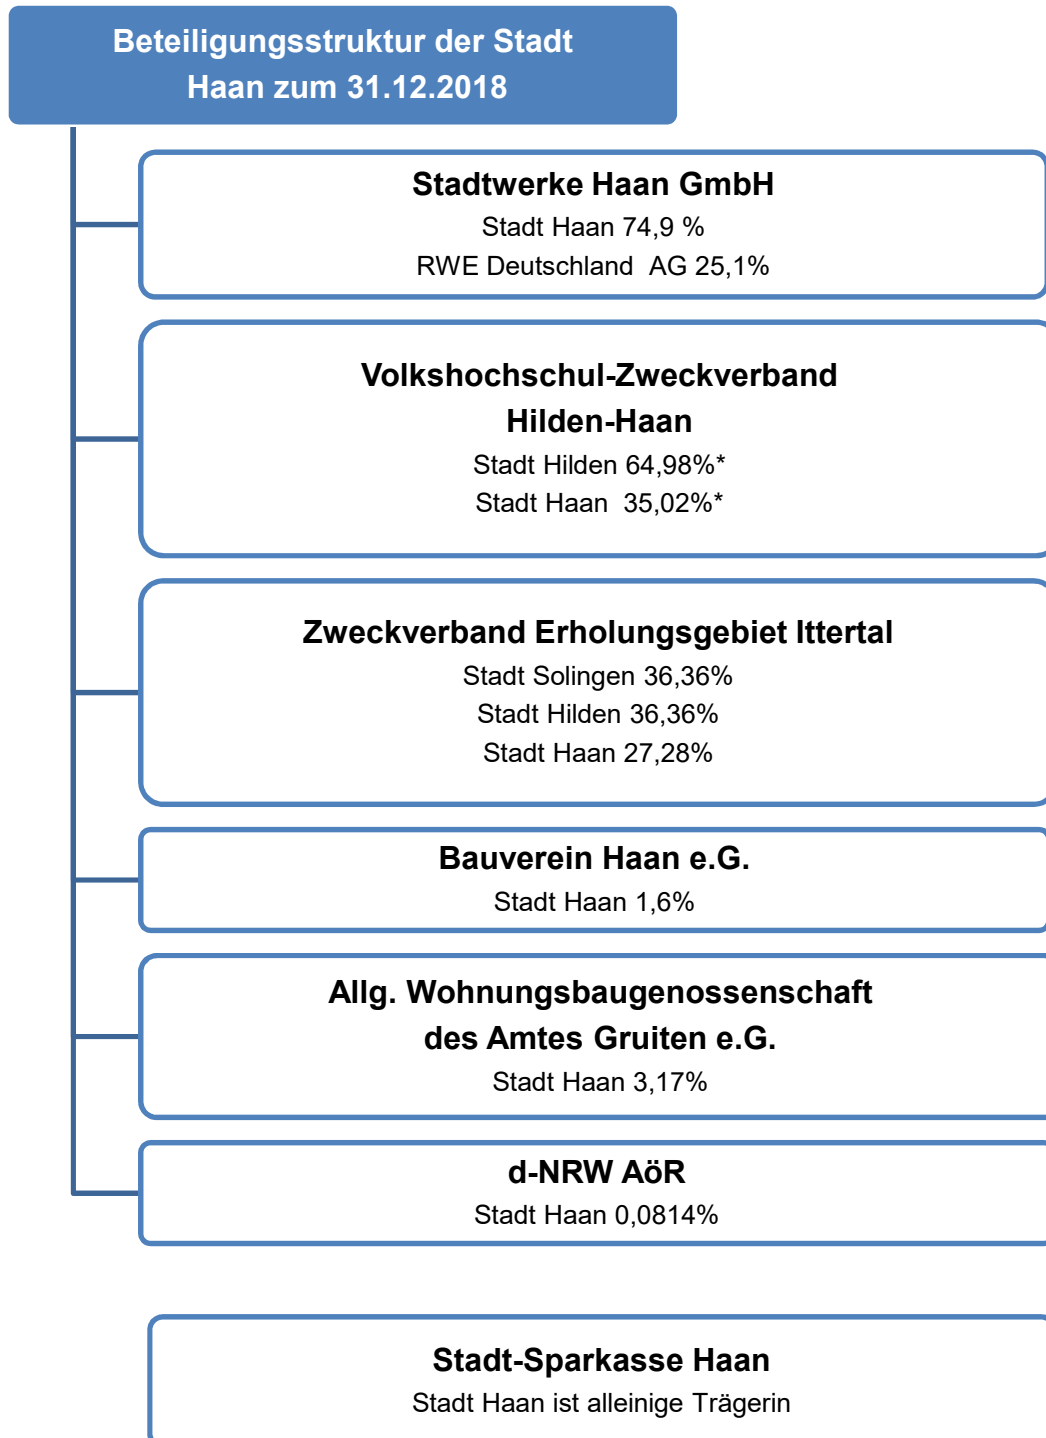 Beteiligungsstruktur der Stadt
Haan zum 31.12.2018
Stadtwerke Haan GmbH
Stadt Haan 74,9 %
RWE Deutschland  AG 25,1%
Volkshochschul-Zweckverband
Hilden-Haan
Stadt Hilden 64,98%*
Stadt Haan  35,02%*
Zweckverband Erholungsgebiet Ittertal
Stadt Solingen 36,36%
Stadt Hilden 36,36%
Stadt Haan 27,28%
Bauverein Haan e.G.
Stadt Haan 1,6%
Allg. Wohnungsbaugenossenschaft
des Amtes Gruiten e.G.
Stadt Haan 3,17%
d-NRW AöR
Stadt Haan 0,0814%
Stadt-Sparkasse Haan
Stadt Haan ist alleinige Trägerin